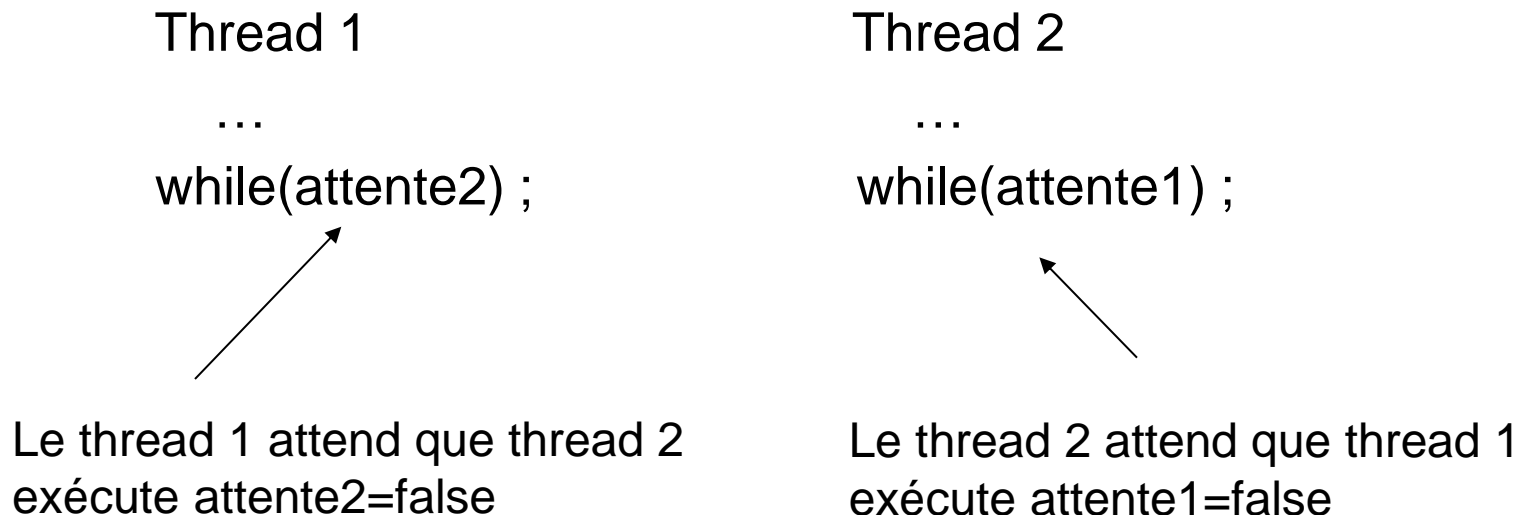 Thread 1
…
while(attente2) ;
Le thread 1 attend que thread 2
exécute attente2=false
Thread 2
…
while(attente1) ;
Le thread 2 attend que thread 1
exécute attente1=false